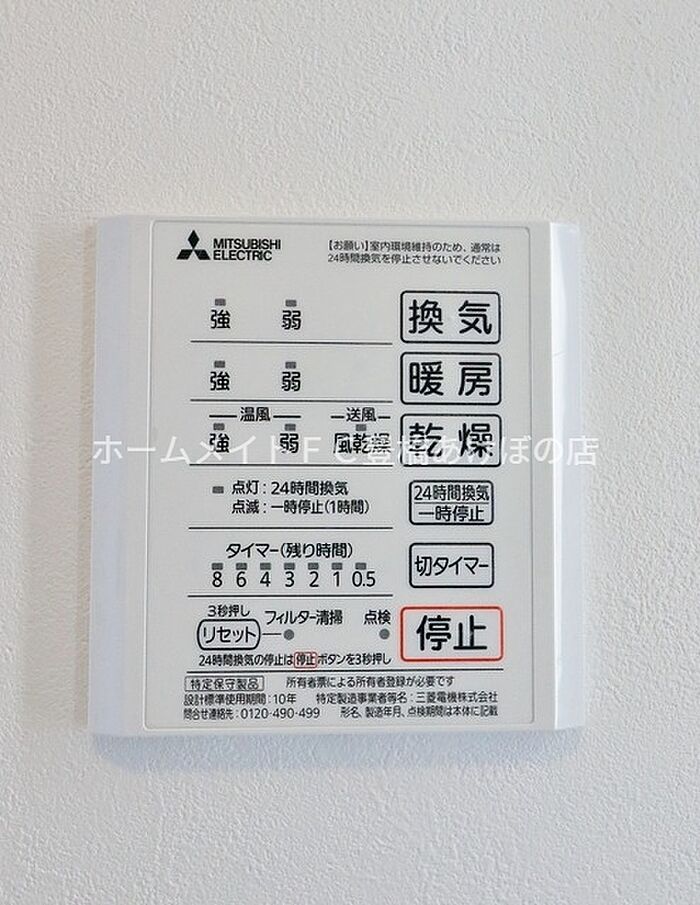 MITSUBISHI
ELECTRIC
【お願い】室内環境維持のため、通常は
24時間換気を停止させないでください
強 弱 換気
強 弱 暖房
温風 送風
強 弱 風乾燥 乾燥
ホームメイトFC豊橋あけぼの店
点灯:24時間換気
点滅:一時停止(1時間)
24時間換気
一時停止
タイマー(残り時間)
8 6 4 3 2 1 0.5
切タイマー
3秒押し
リセット フィルター清掃 点検
停止
24時間換気の停止は停止ボタンを3秒押し
特定保守製品 所有者票による所有者登録が必要です
設計標準使用期間:10年 特定製造事業者等名:三菱電機株式会社
問合せ連絡先:0120-490-499 形名、製造年月、点検期間は本体に記載